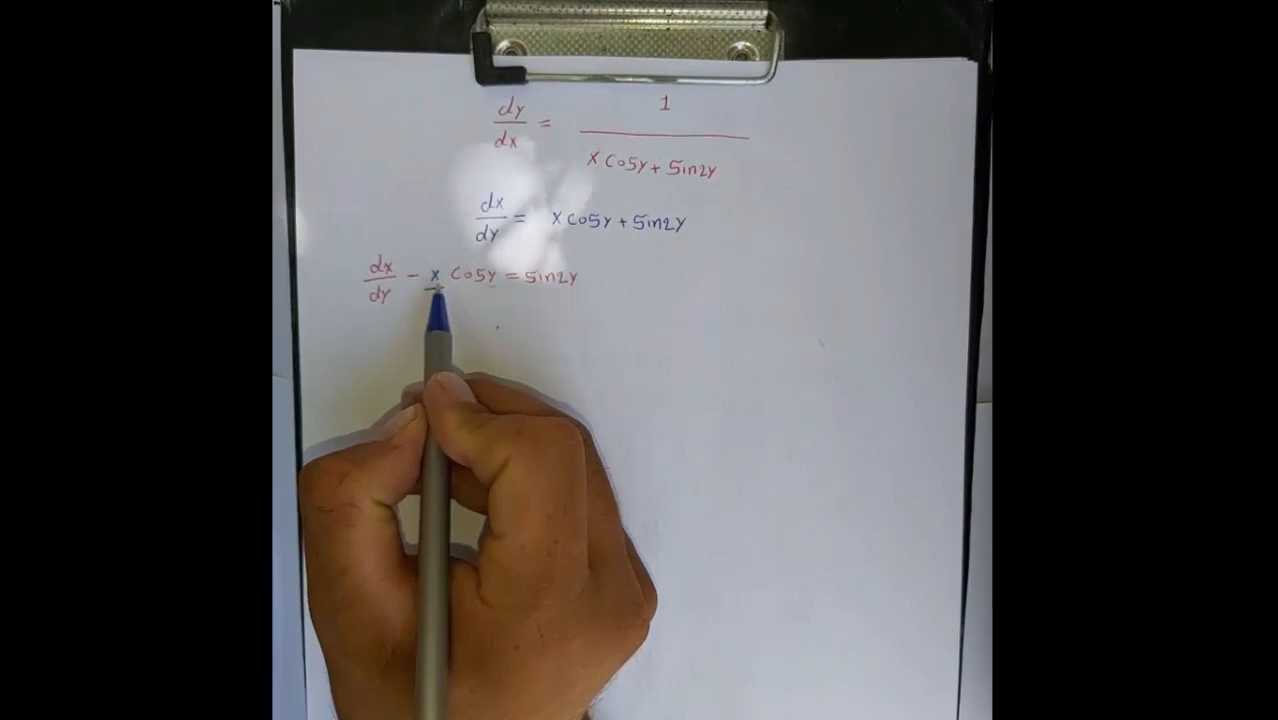 dy/dx = 1/(x Cosy + Sin2y)
dx/dy = x Cosy + Sin2y
dx/dy - x Cosy = Sin2y